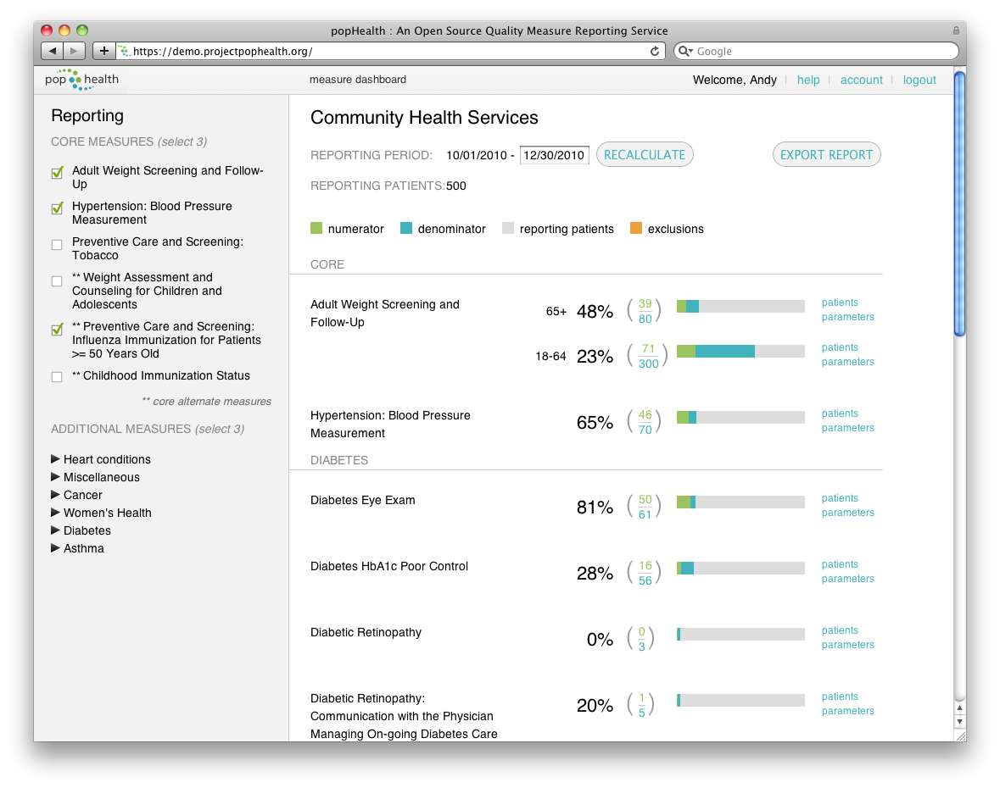 popHealth : An Open Source Quality Measure Reporting Service
https://demo.projectpophealth.org/
Google
pop health
measure dashboard
Welcome, Andy
help
account
logout
Reporting
CORE MEASURES (select 3)
Adult Weight Screening and Follow-
Up
Hypertension: Blood Pressure
Measurement
Preventive Care and Screening:
Tobacco
** Weight Assessment and
Counseling for Children and
Adolescents
** Preventive Care and Screening:
Influenza Immunization for Patients
>= 50 Years Old
** Childhood Immunization Status
** core alternate measures
ADDITIONAL MEASURES (select 3)
Heart conditions
Miscellaneous
Cancer
Women's Health
Diabetes
Asthma
Community Health Services
REPORTING PERIOD: 10/01/2010 - 12/30/2010 RECALCULATE EXPORT REPORT
REPORTING PATIENTS:500
numerator denominator reporting patients exclusions
CORE
Adult Weight Screening and
Follow-Up
65+ 48% (39/80)
patients
parameters
18-64 23% (71/300)
patients
parameters
Hypertension: Blood Pressure
Measurement
65% (46/70)
patients
parameters
DIABETES
Diabetes Eye Exam
81% (50/61)
patients
parameters
Diabetes HbA1c Poor Control
28% (16/56)
patients
parameters
Diabetic Retinopathy
0% (0/3)
patients
parameters
Diabetic Retinopathy:
Communication with the Physician
Managing On-going Diabetes Care
20% (1/5)
patients
parameters